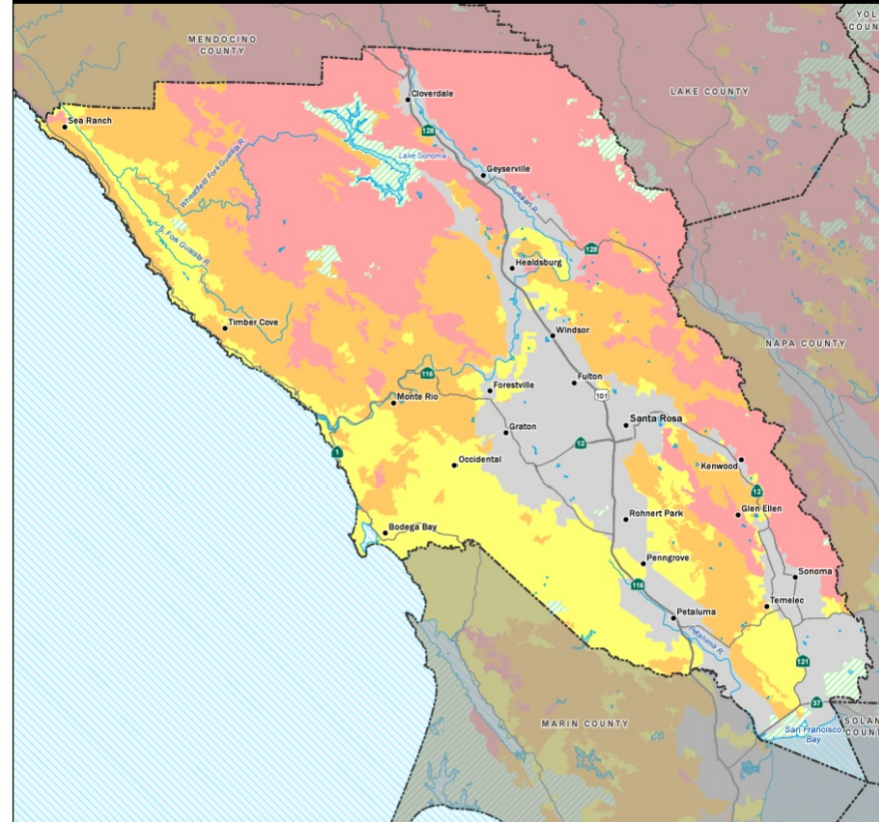 MENDOCINO
COUNTY
YOL
COUN
LAKE COUNTY
Cloverdale
Sea Ranch
128
Wheatfield Fork Gualala R.
Lake Sonoma
Geyserville
Russian R.
S. Fork Gualala R.
128
Healdsburg
Timber Cove
Windsor
NAPA COUNTY
116
Fulton
Forestville
101
Monte Rio
Santa Rosa
Graton
12
1
Occidental
Kenwood
12
Glen Ellen
Rohnert Park
Bodega Bay
Penngrove
Sonoma
116
Temelec
Petaluma
Petaluma R.
121
37
MARIN COUNTY
SOLAN
COUNT
San Francisco
Bay